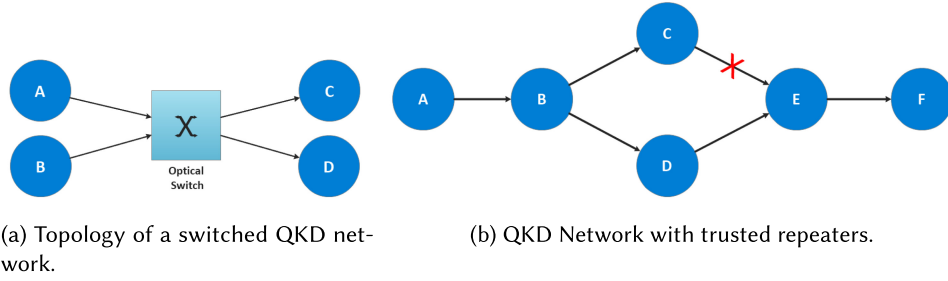 A
B
Optical
Switch
C
D
(a) Topology of a switched QKD net-
work.
A
B
C
D
E
F
(b) QKD Network with trusted repeaters.